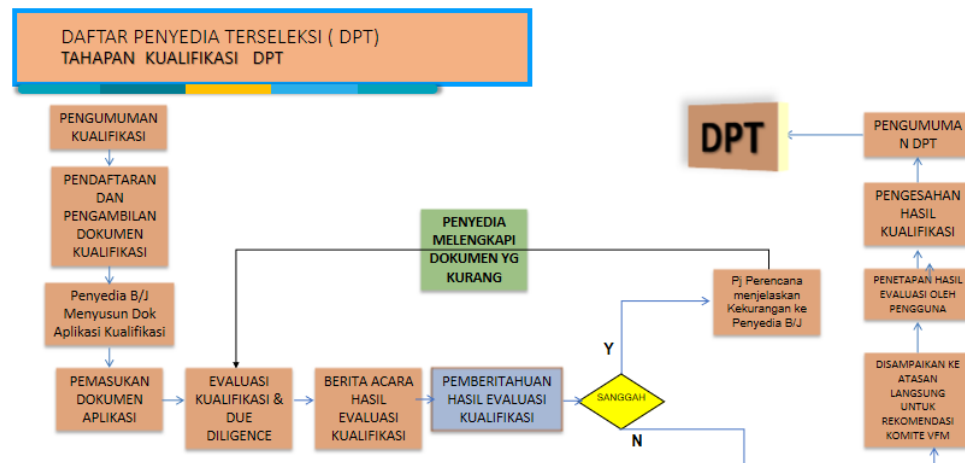 DAFTAR PENYEDIA TERSELEKSI ( DPT)
TAHAPAN KUALIFIKASI DPT
PENGUMUMAN
KUALIFIKASI
PENDAFTARAN
DAN
PENGAMBILAN
DOKUMEN
KUALIFIKASI
Penyedia B/J
Menyusun Dok
Aplikasi Kualifikasi
PEMASUKAN
DOKUMEN
APLIKASI
EVALUASI
KUALIFIKASI &
DUE
DILIGENCE
BERITA ACARA
HASIL
EVALUASI
KUALIFIKASI
PEMBERITAHUAN
HASIL EVALUASI
KUALIFIKASI
SANGGAH
Y
N
Pj Perencana
menjelaskan
Kekurangan ke
Penyedia B/J
PENYEDIA
MELENGKAPI
DOKUMEN YG
KURANG
DISAMPAIKAN KE
ATASAN
LANGSUNG
UNTUK
REKOMENDASI
KOMITE VFM
PENETAPAN HASIL
EVALUASI OLEH
PENGGUNA
PENGESAHAN
HASIL
KUALIFIKASI
PENGUMUMA
N DPT
DPT